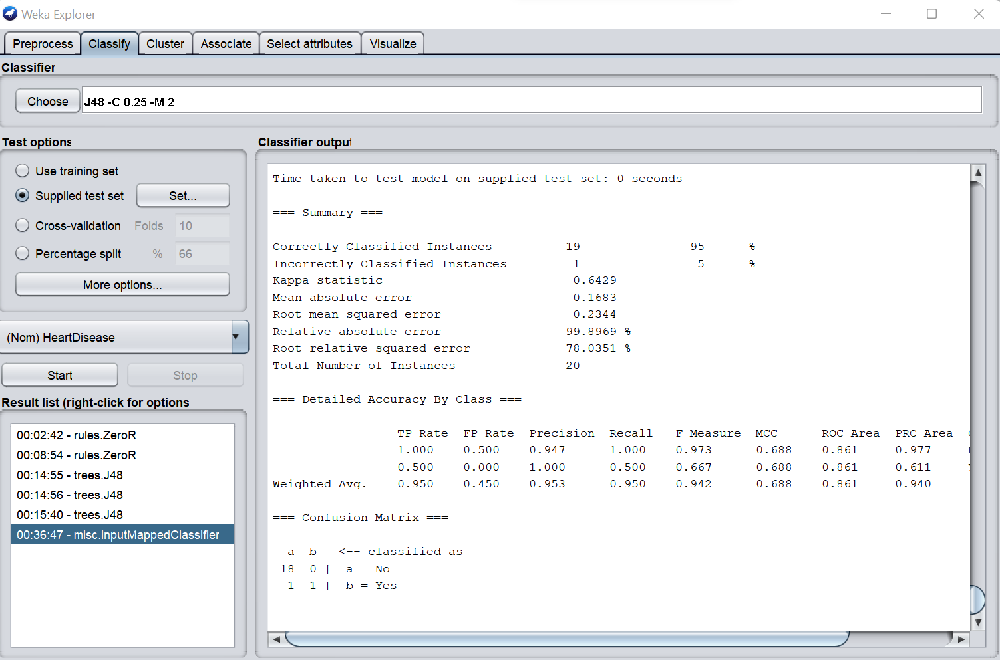 Weka Explorer
Preprocess Classify Cluster Associate Select attributes Visualize
Classifier
Choose J48 -C 0.25 -M 2
Test options
Use training set
Supplied test set Set...
Cross-validation Folds 10
Percentage split % 66
More options...
(Nom) HeartDisease
Start Stop
Result list (right-click for options
00:02:42 - rules.ZeroR
00:08:54 - rules.ZeroR
00:14:55 - trees.J48
00:14:56 - trees.J48
00:15:40 - trees.J48
00:36:47 - misc.InputMappedClassifier
Classifier output
Time taken to test model on supplied test set: 0 seconds
=== Summary ===
Correctly Classified Instances 19 95 %
Incorrectly Classified Instances 1 5 %
Kappa statistic 0.6429
Mean absolute error 0.1683
Root mean squared error 0.2344
Relative absolute error 99.8969 %
Root relative squared error 78.0351 %
Total Number of Instances 20
=== Detailed Accuracy By Class ===
TP Rate FP Rate Precision Recall F-Measure MCC ROC Area PRC Area
1.000 0.500 0.947 1.000 0.973 0.688 0.861 0.977
0.500 0.000 1.000 0.500 0.667 0.688 0.861 0.611
Weighted Avg. 0.950 0.450 0.953 0.950 0.942 0.688 0.861 0.940
=== Confusion Matrix ===
a b <-- classified as
18 0 | a = No
1 1 | b = Yes